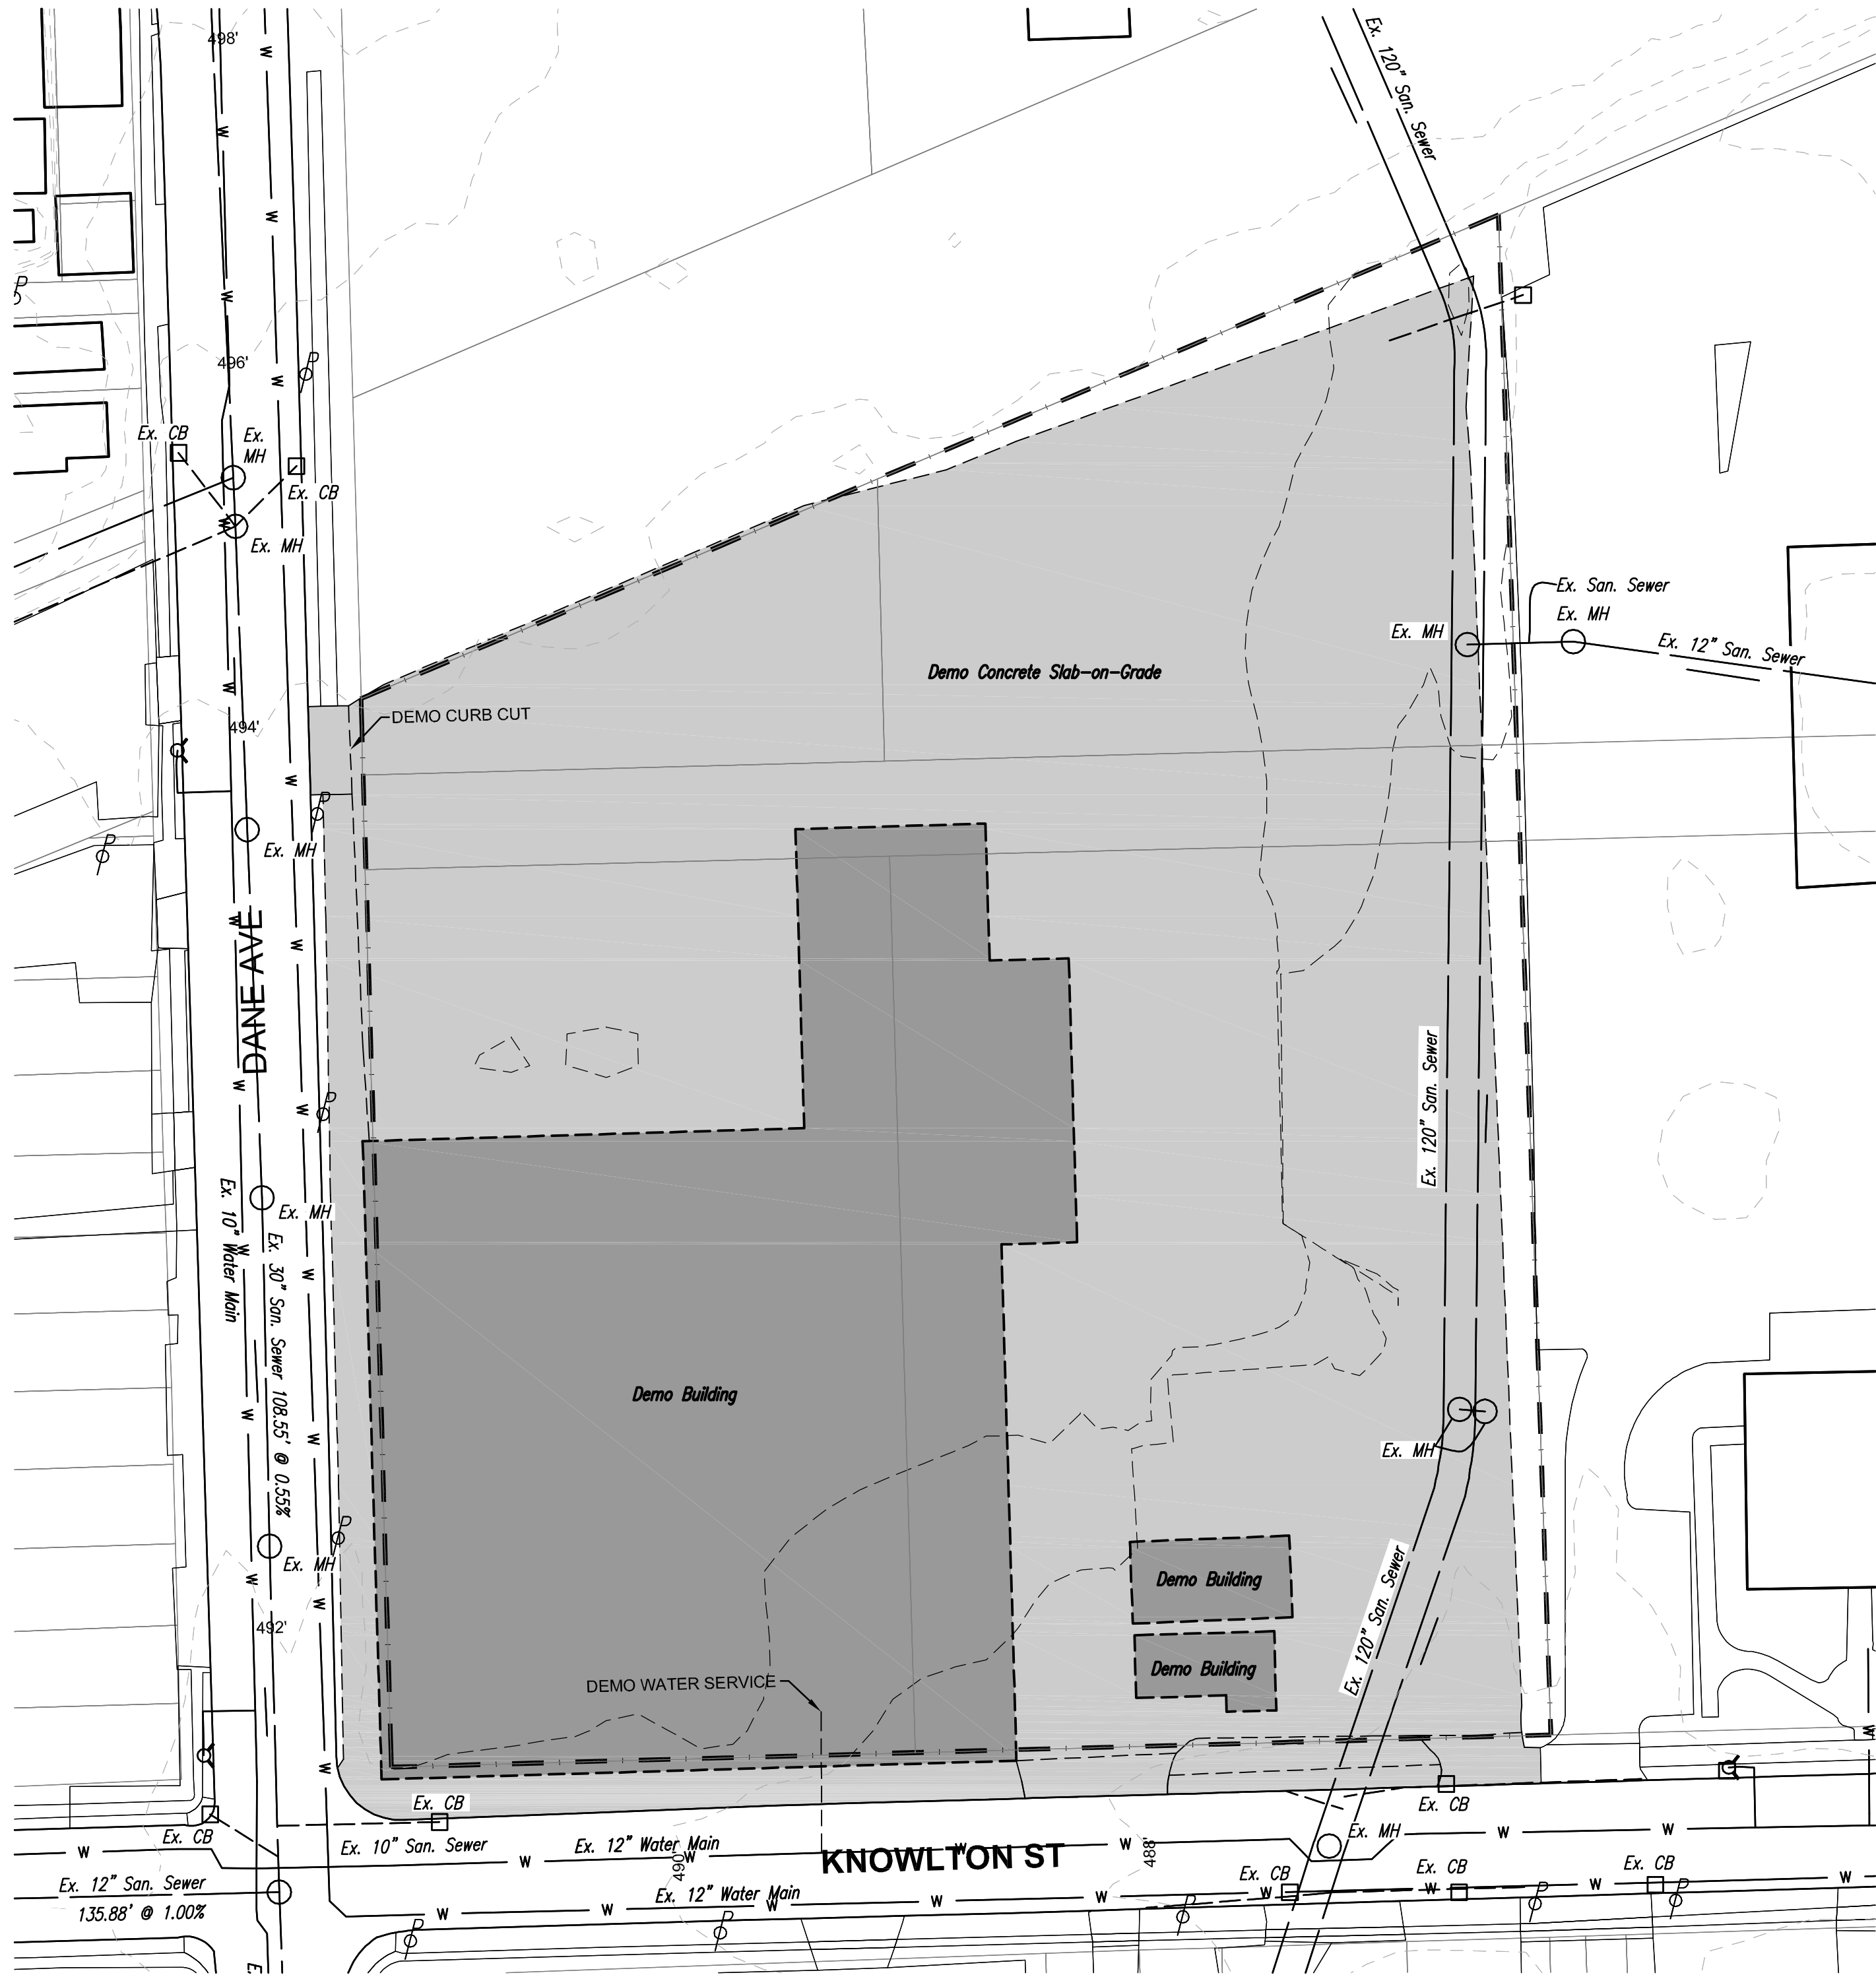 498'
Ex. 120" San. Sewer
496'
Ex. CB
Ex.
MH
Ex. CB
Ex. MH
Ex. San. Sewer
Ex. MH
Ex. MH
Ex. 12" San. Sewer
Demo Concrete Slab-on-Grade
DEMO CURB CUT
494'
Ex. MH
DANE AVE
Ex. 120" San. Sewer
Ex. MH
Ex. 10" Water Main
Ex. 30" San. Sewer 108.55' @ 0.55%
Demo Building
Ex. MH
Ex. MH
Demo Building
Ex. 120" San. Sewer
492'
Demo Building
DEMO WATER SERVICE
Ex. CB
Ex. CB
Ex. CB
Ex. 10" San. Sewer
Ex. 12" Water Main
Ex. MH
490'
KNOWLTON ST
488'
Ex. CB
Ex. CB
Ex. CB
Ex. 12" San. Sewer
135.88' @ 1.00%
Ex. 12" Water Main
W
P